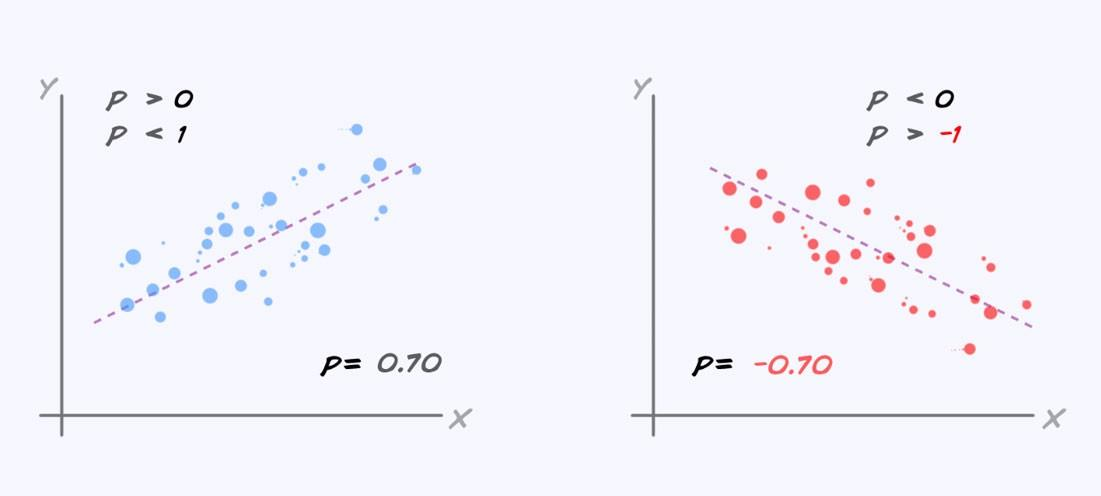 Y
P > 0
P < 1
P= 0.70
X
Y
P < 0
P > -1
P= -0.70
X